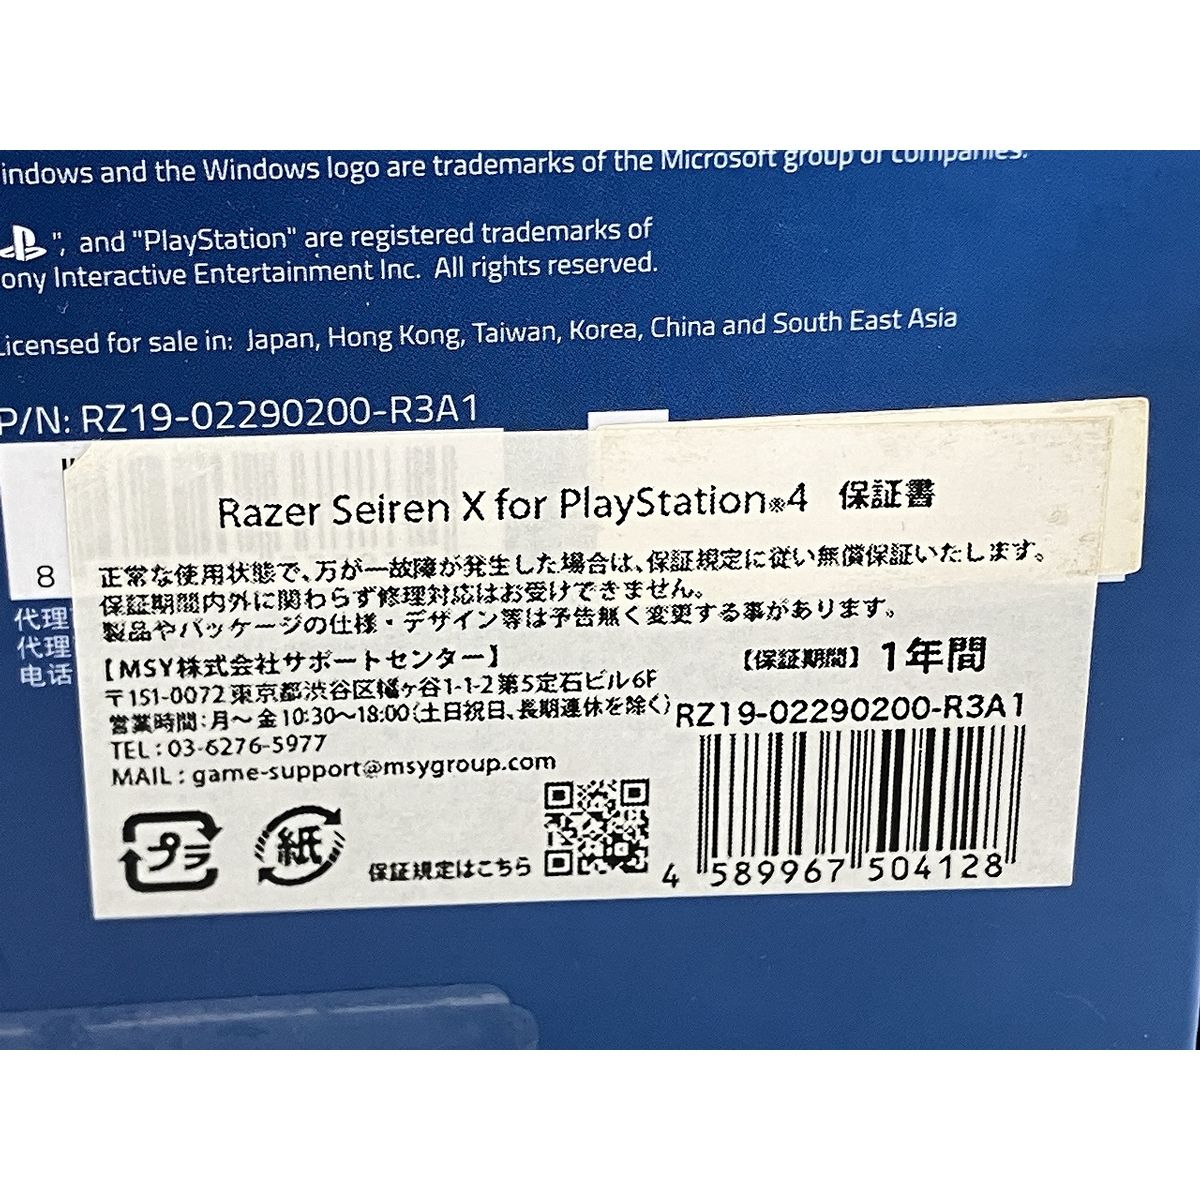 indows and the Windows logo are trademarks of the Microsoft group of companies.
", and "PlayStation" are registered trademarks of
ony Interactive Entertainment Inc. All rights reserved.
Licensed for sale in: Japan, Hong Kong, Taiwan, Korea, China and South East Asia
P/N: RZ19-02290200-R3A1
Razer Seiren X for PlayStation®4 保証書
正常な使用状態で、万が一故障が発生した場合は、保証規定に従い無償保証いたします。
保証期間内外に関わらず修理対応はお受けできません。
製品やパッケージの仕様・デザイン等は予告無く変更する事があります。
8
代理
代理
电话
【MSY株式会社サポートセンター】
【保証期間】 1年間
〒151-0072 東京都渋谷区幡ヶ谷1-1-2 第5定石ビル6F
営業時間:月～金10:30～18:00(土日祝日、長期連休を除く)
RZ19-02290200-R3A1
TEL:03-6276-5977
MAIL:game-support@msygroup.com
プラ
紙
保証規定はこちら
4 589967 504128